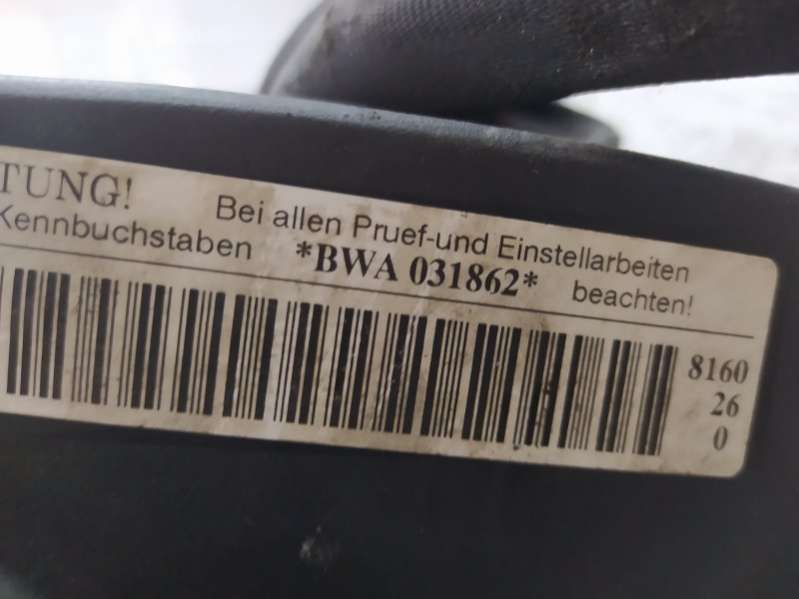 TUNG! Bei allen Pruef-und Einstellarbeiten
Kennbuchstaben *BWA 031862* beachten!
8160
26
0